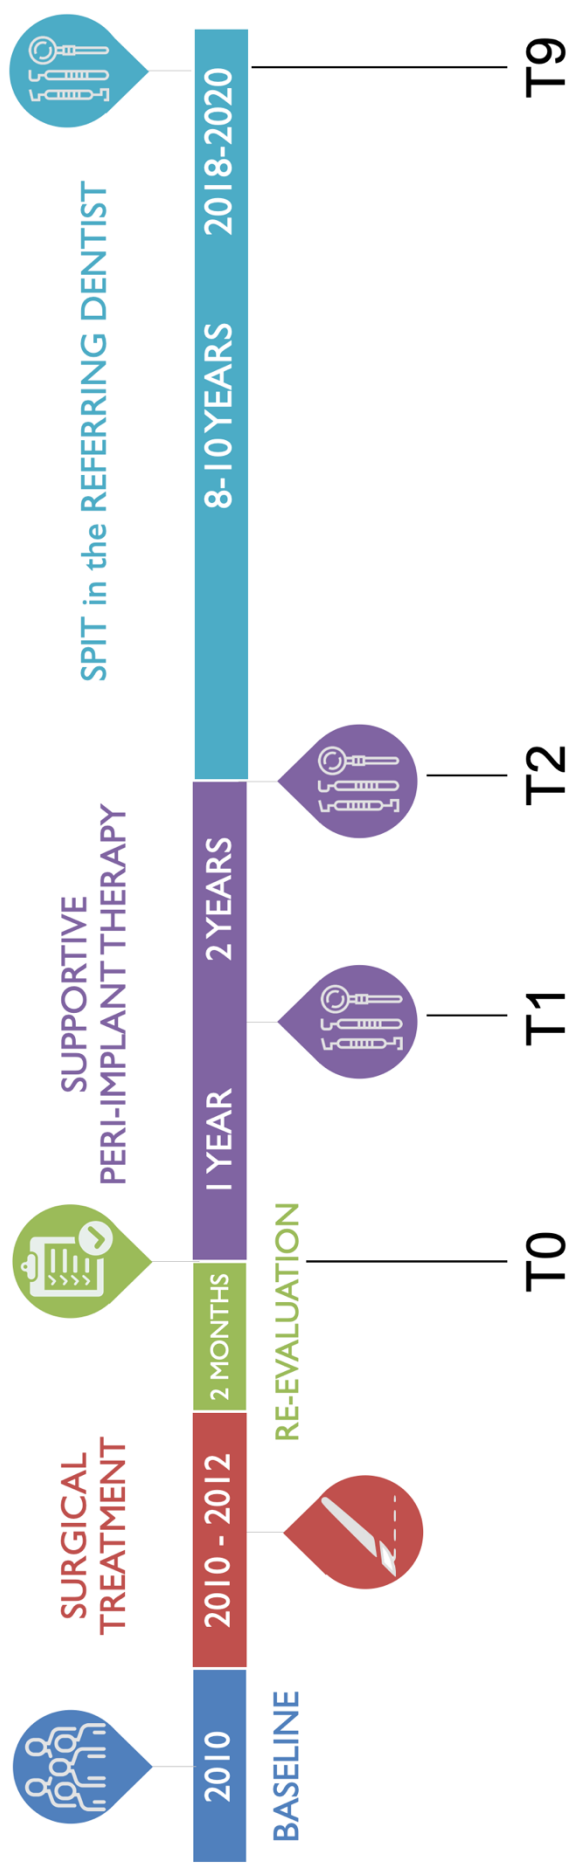 2010
BASELINE
SURGICAL
TREATMENT
2010 - 2012
2 MONTHS
RE-EVALUATION
T0
SUPPORTIVE
PERI-IMPLANT THERAPY
1 YEAR
T1
2 YEARS
T2
SPIT in the REFERRING DENTIST
8-10 YEARS
2018-2020
T9